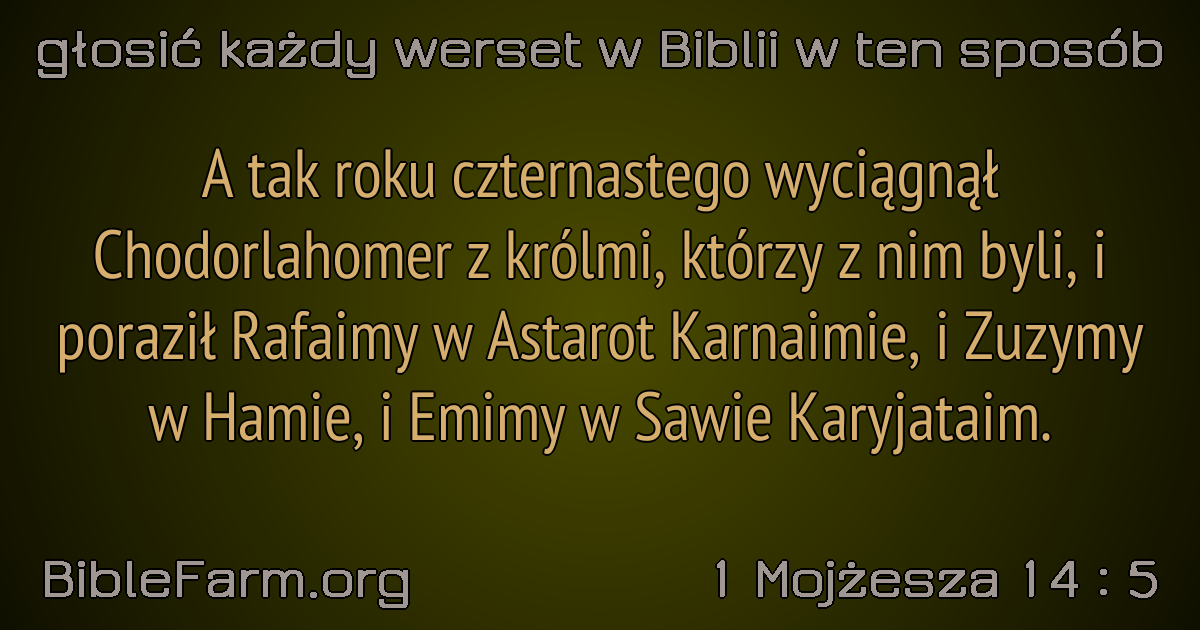 głosić każdy werset w Biblii w ten sposób
A tak roku czternastego wyciągnął
Chodorlahomer z królmi, którzy z nim byli, i
poraził Rafaimy w Astarot Karnaimie, i Zuzymy
w Hamie, i Emimy w Sawie Karyjataim.
BibleFarm.org
1 Mojżesza 14 : 5